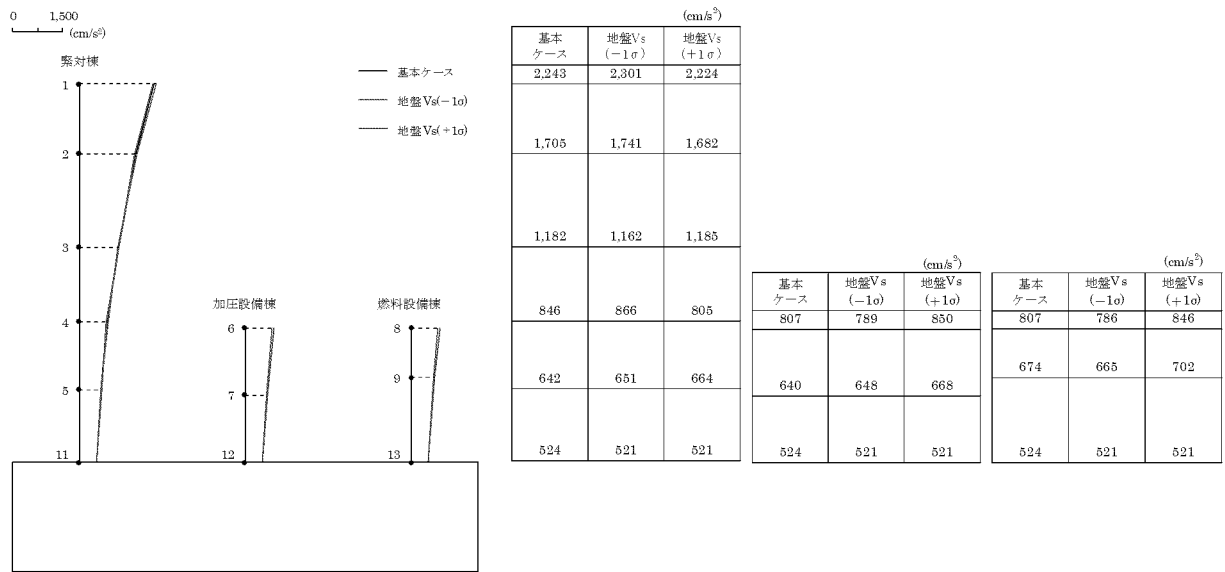 0 1,500
(cm/s²)
緊対棟
1
2
3
4
5
11
基本ケース
地盤Vs(−1σ)
地盤Vs(+1σ)
加圧設備棟
6
7
12
燃料設備棟
8
9
13
(cm/s²)
基本 地盤Vs 地盤Vs
ケース (−1σ) (+1σ)
2,243 2,301 2,224
1,705 1,741 1,682
1,182 1,162 1,185
846 866 805
642 651 664
524 521 521
(cm/s²)
基本 地盤Vs 地盤Vs
ケース (−1σ) (+1σ)
807 789 850
640 648 668
524 521 521
(cm/s²)
基本 地盤Vs 地盤Vs
ケース (−1σ) (+1σ)
807 786 846
674 665 702
524 521 521